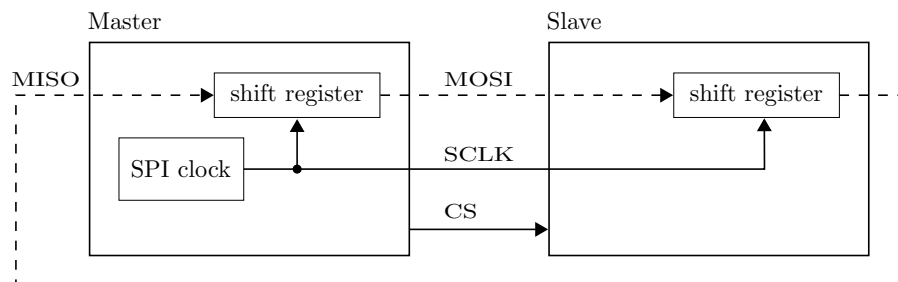 Master
Slave
MISO
shift register
MOSI
shift register
SPI clock
SCLK
CS